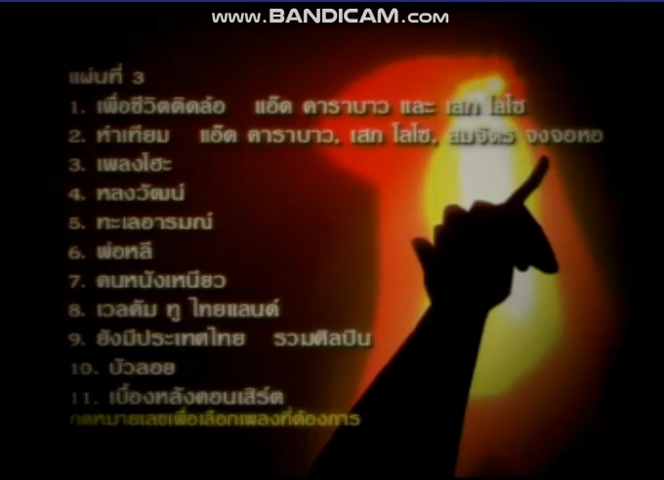 www.BANDICAM.com
แผ่นที่ 3
1. เพื่อชีวิตติดล้อ แอ๊ด คาราบาว และ เสก โลโซ
2. ทำเทียม แอ๊ด คาราบาว, เสก โลโซ, สมจิตร จงจอหอ
3. เพลงโฮะ
4. หลงวัฒน์
5. ทะเลอารมณ์
6. พ่อหลี
7. คนหนังเหนียว
8. เวลคัม ทู ไทยแลนด์
9. ยังมีประเทศไทย รวมศิลปิน
10. บัวลอย
11. เบื้องหลังคอนเสิร์ต
กดหมายเลขเพื่อเลือกเพลงที่ต้องการ